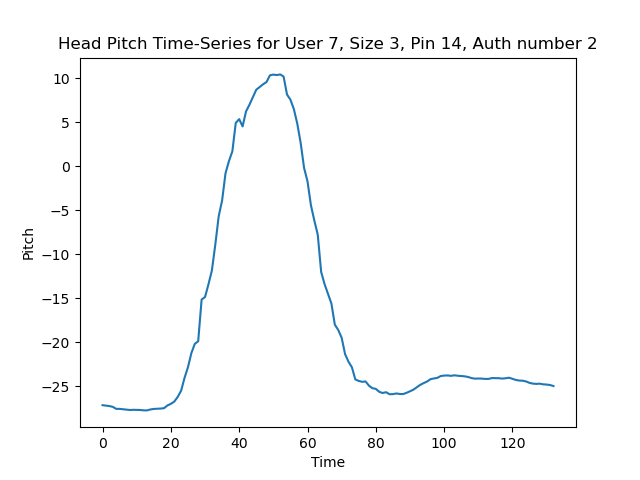 Head Pitch Time-Series for User 7, Size 3, Pin 14, Auth number 2
10
5
0
−5
−10
−15
−20
−25
Pitch
0 20 40 60 80 100 120
Time